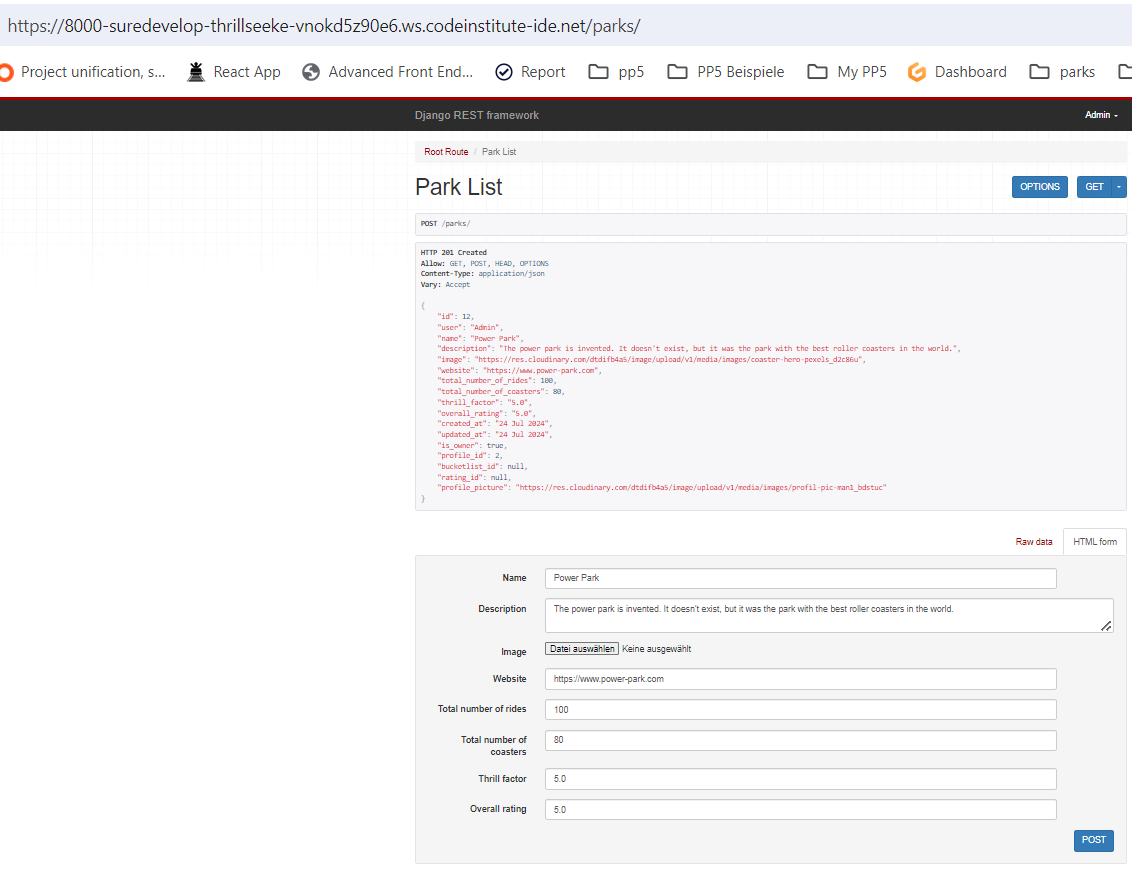 https://8000-suredevelop-thrillseeke-vnokd5z90e6.ws.codeinstitute-ide.net/parks/
Project unification, s... React App Advanced Front End... Report pp5 PP5 Beispiele My PP5 Dashboard parks
Django REST framework Admin
Root Route / Park List
Park List OPTIONS GET
POST /parks/
HTTP 201 Created
Allow: GET, POST, HEAD, OPTIONS
Content-Type: application/json
Vary: Accept
{
"id": 12,
"user": "Admin",
"name": "Power Park",
"description": "The power park is invented. It doesn't exist, but it was the park with the best roller coasters in the world.",
"image": "https://res.cloudinary.com/dtdifb4a5/image/upload/v1/media/images/coaster-hero-pexels_d2c86u",
"website": "https://www.power-park.com",
"total_number_of_rides": 100,
"total_number_of_coasters": 80,
"thrill_factor": "5.0",
"overall_rating": "5.0",
"created_at": "24 Jul 2024",
"updated_at": "24 Jul 2024",
"is_owner": true,
"profile_id": 2,
"bucketlist_id": null,
"rating_id": null,
"profile_picture": "https://res.cloudinary.com/dtdifb4a5/image/upload/v1/media/images/profil-pic-man1_bdstuc"
}
Raw data HTML form
Name Power Park
Description The power park is invented. It doesn't exist, but it was the park with the best roller coasters in the world.
Image Datei auswählen Keine ausgewählt
Website https://www.power-park.com
Total number of rides 100
Total number of coasters 80
Thrill factor 5.0
Overall rating 5.0
POST